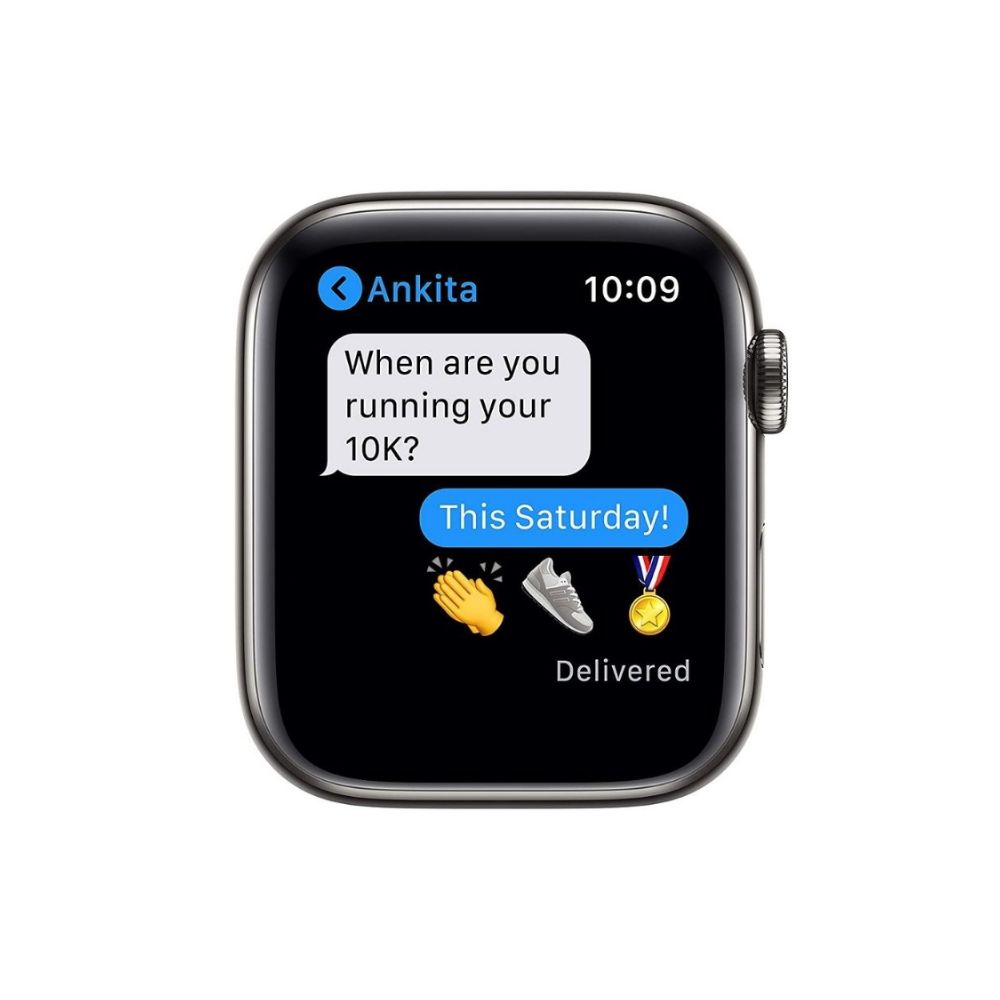 Ankita 10:09
When are you
running your
10K?
This Saturday!
Delivered